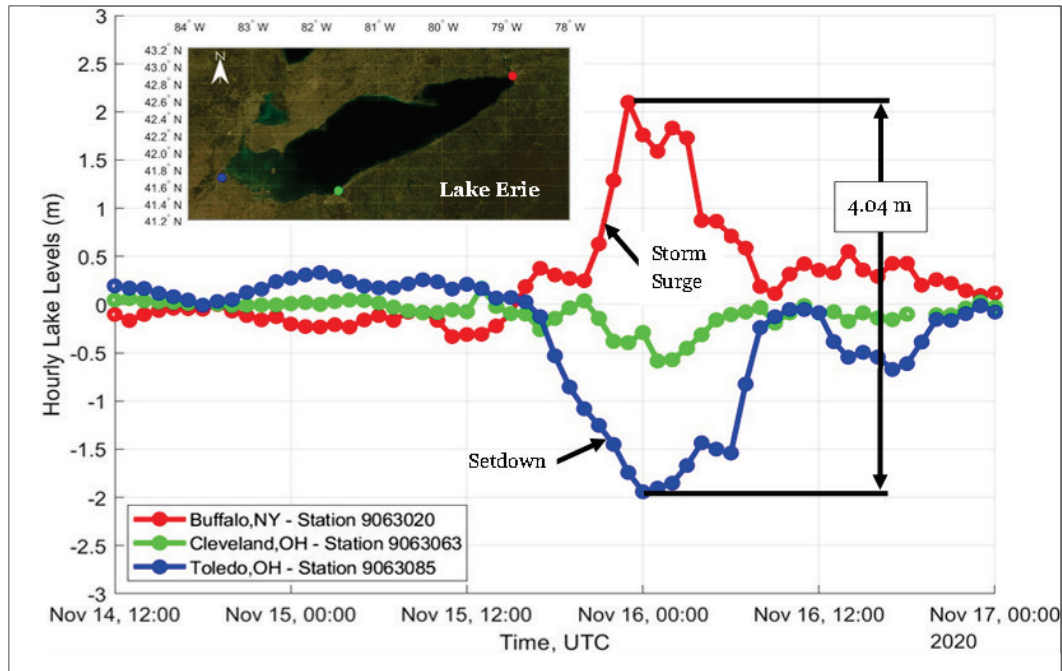 84° W 83° W 82° W 81° W 80° W 79° W 78° W
43.2° N
43.0° N
42.8° N
42.6° N
42.4° N
42.2° N
42.0° N
41.8° N
41.6° N
41.4° N
41.2° N
N
Lake Erie
3
2.5
2
1.5
1
0.5
0
-0.5
-1
-1.5
-2
-2.5
-3
Hourly Lake Levels (m)
4.04 m
Storm
Surge
Setdown
Buffalo,NY - Station 9063020
Cleveland,OH - Station 9063063
Toledo,OH - Station 9063085
Nov 14, 12:00 Nov 15, 00:00 Nov 15, 12:00 Nov 16, 00:00 Nov 16, 12:00 Nov 17, 00:00
Time, UTC
2020